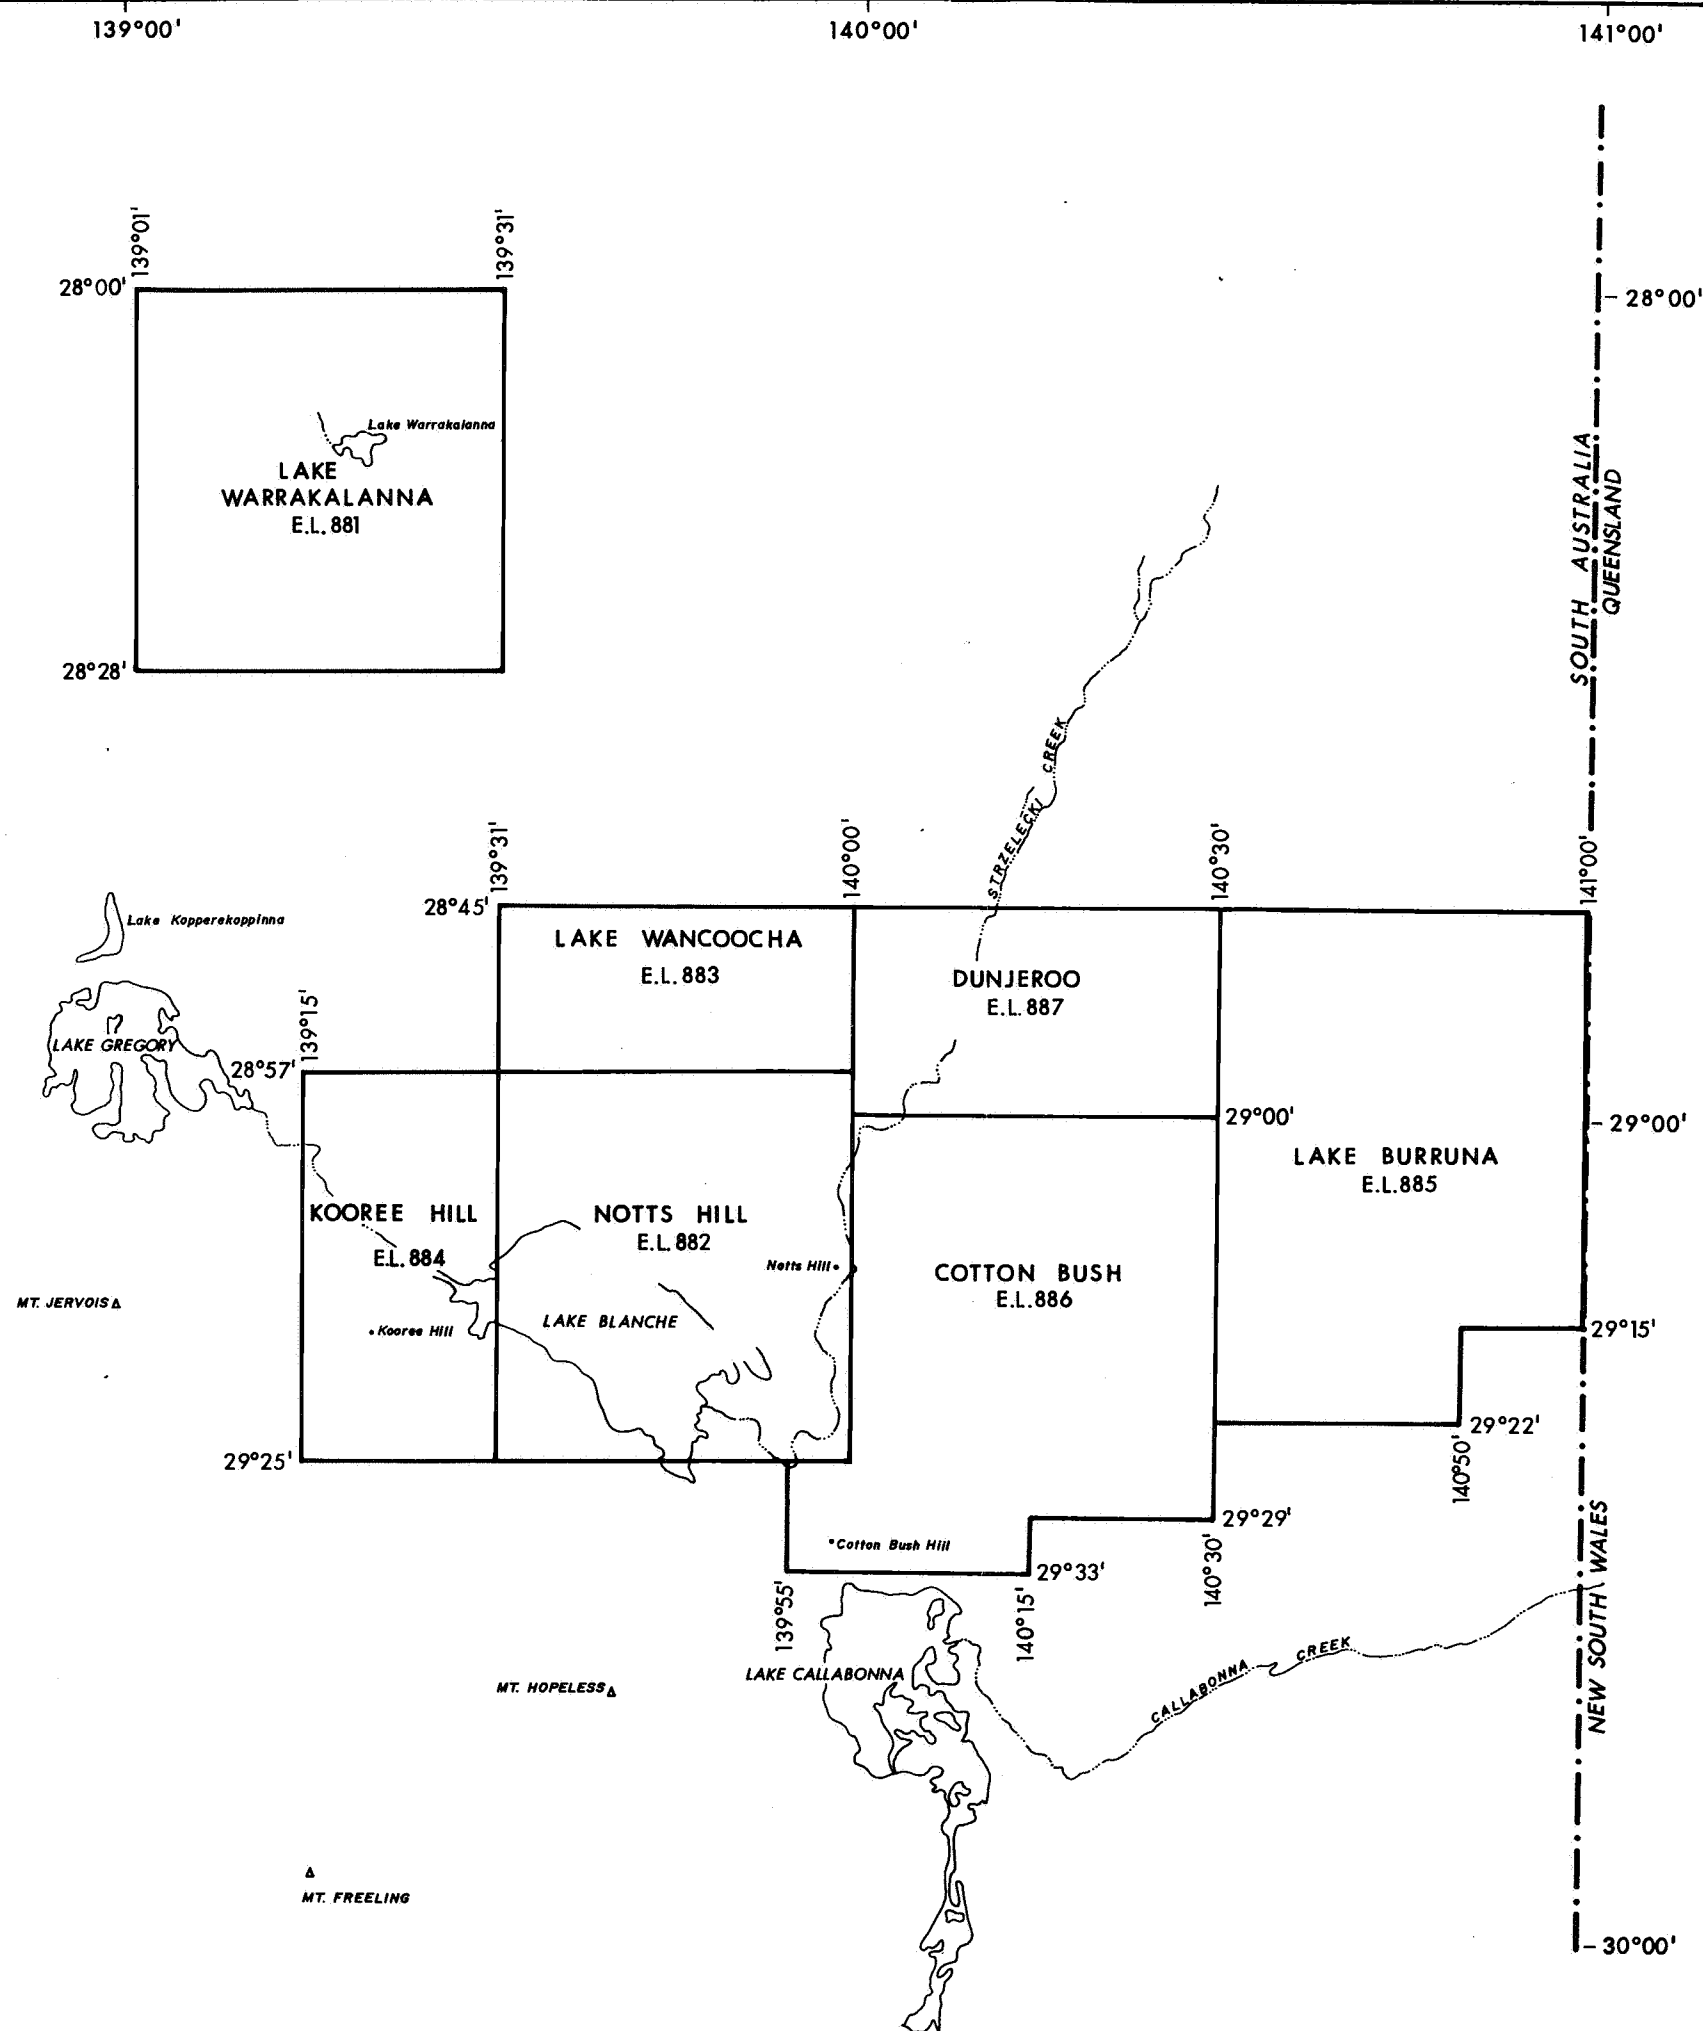 139°00'
140°00'
141°00'
139°01'
139°31'
28°00'
28°00'
Lake Warrakalanna
LAKE
WARRAKALANNA
E.L. 881
28°28'
SOUTH AUSTRALIA
QUEENSLAND
STRZELECKI CREEK
139°31'
140°00'
140°30'
141°00'
28°45'
Lake Kopperekoppinna
LAKE WANCOOCHA
E.L. 883
DUNJEROO
E.L. 887
139°15'
LAKE GREGORY
28°57'
29°00'
29°00'
LAKE BURRUNA
E.L. 885
KOOREE HILL
E.L. 884
NOTTS HILL
E.L. 882
Notts Hill
COTTON BUSH
E.L. 886
MT. JERVOIS
Kooree Hill
LAKE BLANCHE
29°15'
29°22'
140°50'
29°25'
29°29'
140°30'
Cotton Bush Hill
29°33'
139°55'
140°15'
NEW SOUTH WALES
LAKE CALLABONNA
CALLABONNA CREEK
MT. HOPELESS
MT. FREELING
30°00'